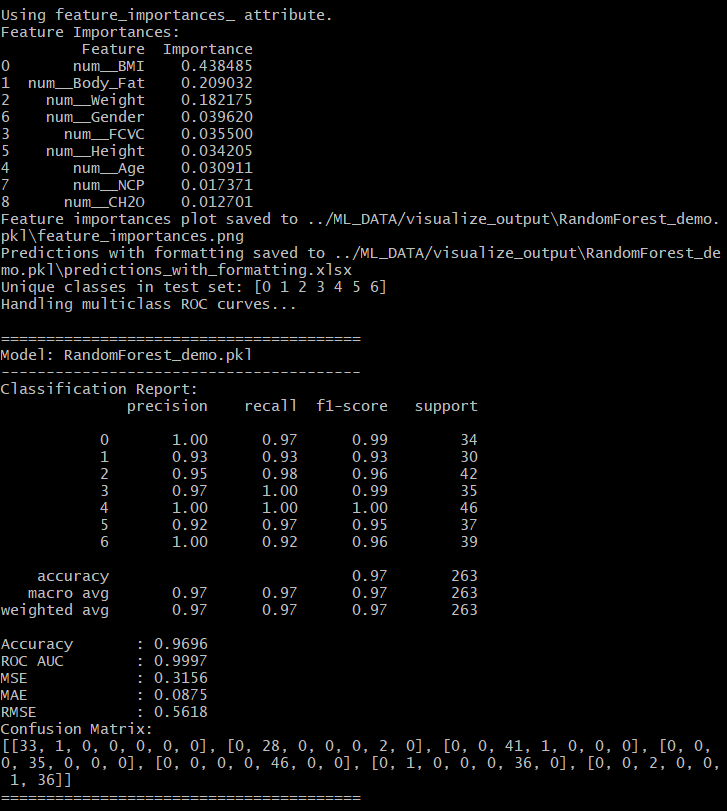 Using feature_importances_ attribute.
Feature Importances:
Feature Importance
0 num__BMI 0.438485
1 num__Body_Fat 0.209032
2 num__Weight 0.182175
6 num__Gender 0.039620
3 num__FCVC 0.035500
5 num__Height 0.034205
4 num__Age 0.030911
7 num__NCP 0.017371
8 num__CH2O 0.012701
Feature importances plot saved to ../ML_DATA/visualize_output\RandomForest_demo.
pkl\feature_importances.png
Predictions with formatting saved to ../ML_DATA/visualize_output\RandomForest_de
mo.pkl\predictions_with_formatting.xlsx
Unique classes in test set: [0 1 2 3 4 5 6]
Handling multiclass ROC curves...
========================================
Model: RandomForest_demo.pkl
----------------------------------------
Classification Report:
precision recall f1-score support
0 1.00 0.97 0.99 34
1 0.93 0.93 0.93 30
2 0.95 0.98 0.96 42
3 0.97 1.00 0.99 35
4 1.00 1.00 1.00 46
5 0.92 0.97 0.95 37
6 1.00 0.92 0.96 39
accuracy 0.97 263
macro avg 0.97 0.97 0.97 263
weighted avg 0.97 0.97 0.97 263
Accuracy : 0.9696
ROC AUC : 0.9997
MSE : 0.3156
MAE : 0.0875
RMSE : 0.5618
Confusion Matrix:
[[33, 1, 0, 0, 0, 0, 0], [0, 28, 0, 0, 0, 2, 0], [0, 0, 41, 1, 0, 0, 0], [0, 0,
0, 35, 0, 0, 0], [0, 0, 0, 0, 46, 0, 0], [0, 1, 0, 0, 0, 36, 0], [0, 0, 2, 0, 0,
1, 36]]
========================================